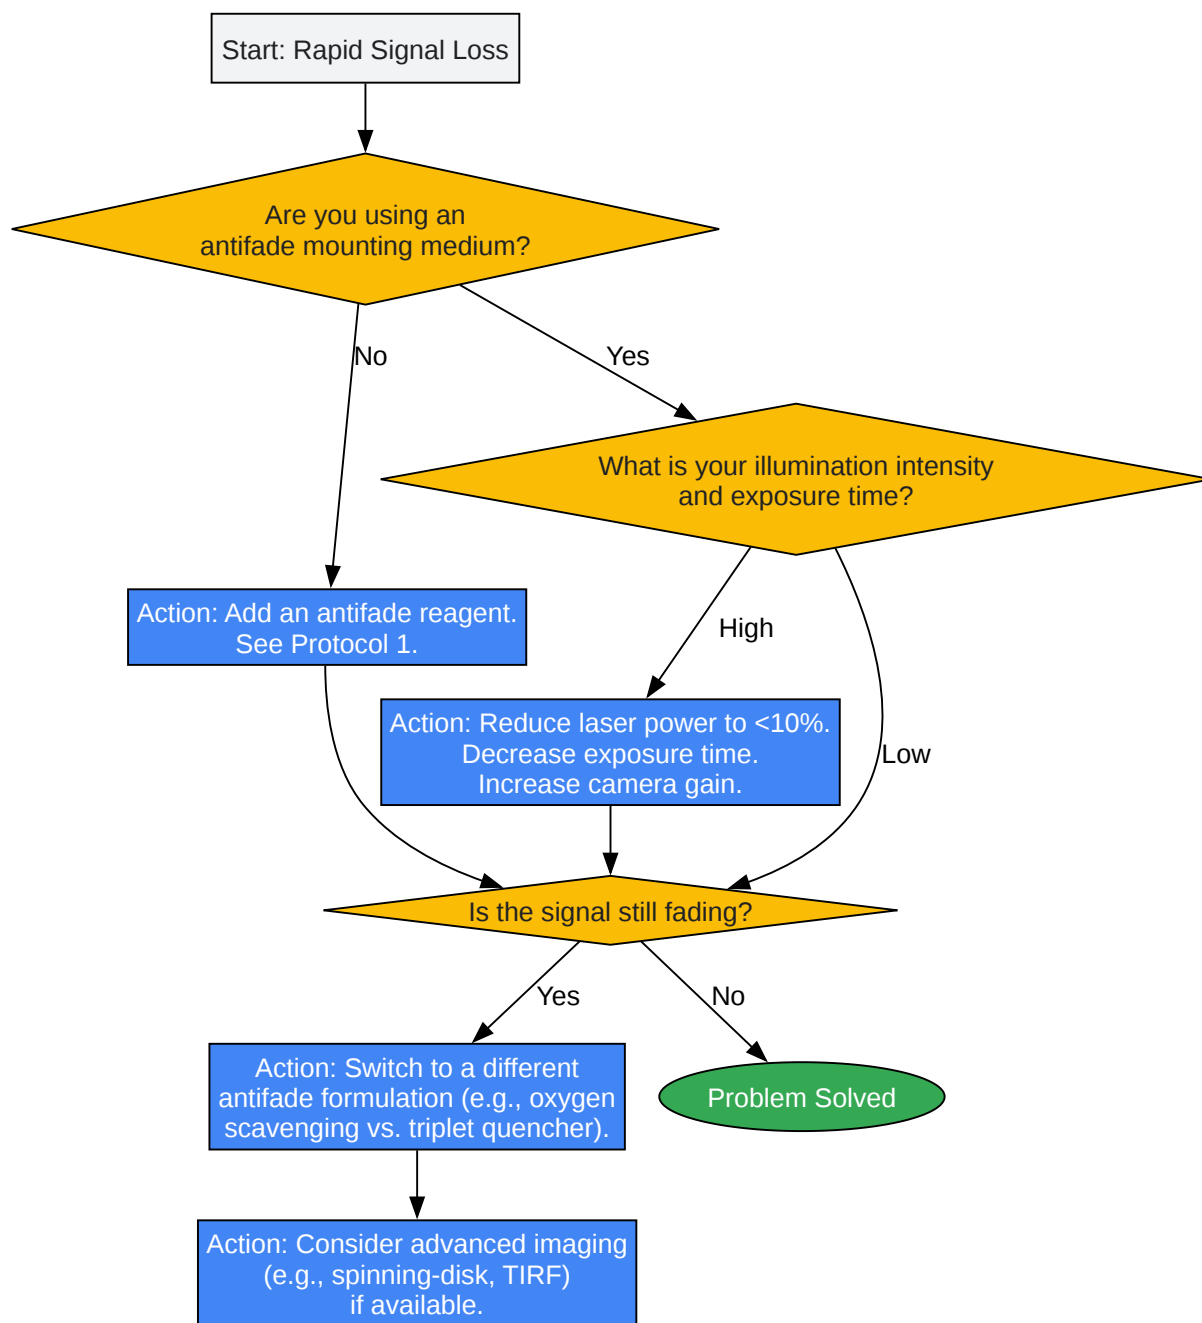 Start: Rapid Signal Loss
Are you using an
antifade mounting medium?
No
Yes
What is your illumination intensity
and exposure time?
Action: Add an antifade reagent.
See Protocol 1.
High
Action: Reduce laser power to <10%.
Decrease exposure time.
Increase camera gain.
Low
Is the signal still fading?
Yes
No
Action: Switch to a different
antifade formulation (e.g., oxygen
scavenging vs. triplet quencher).
Problem Solved
Action: Consider advanced imaging
(e.g., spinning-disk, TIRF)
if available.